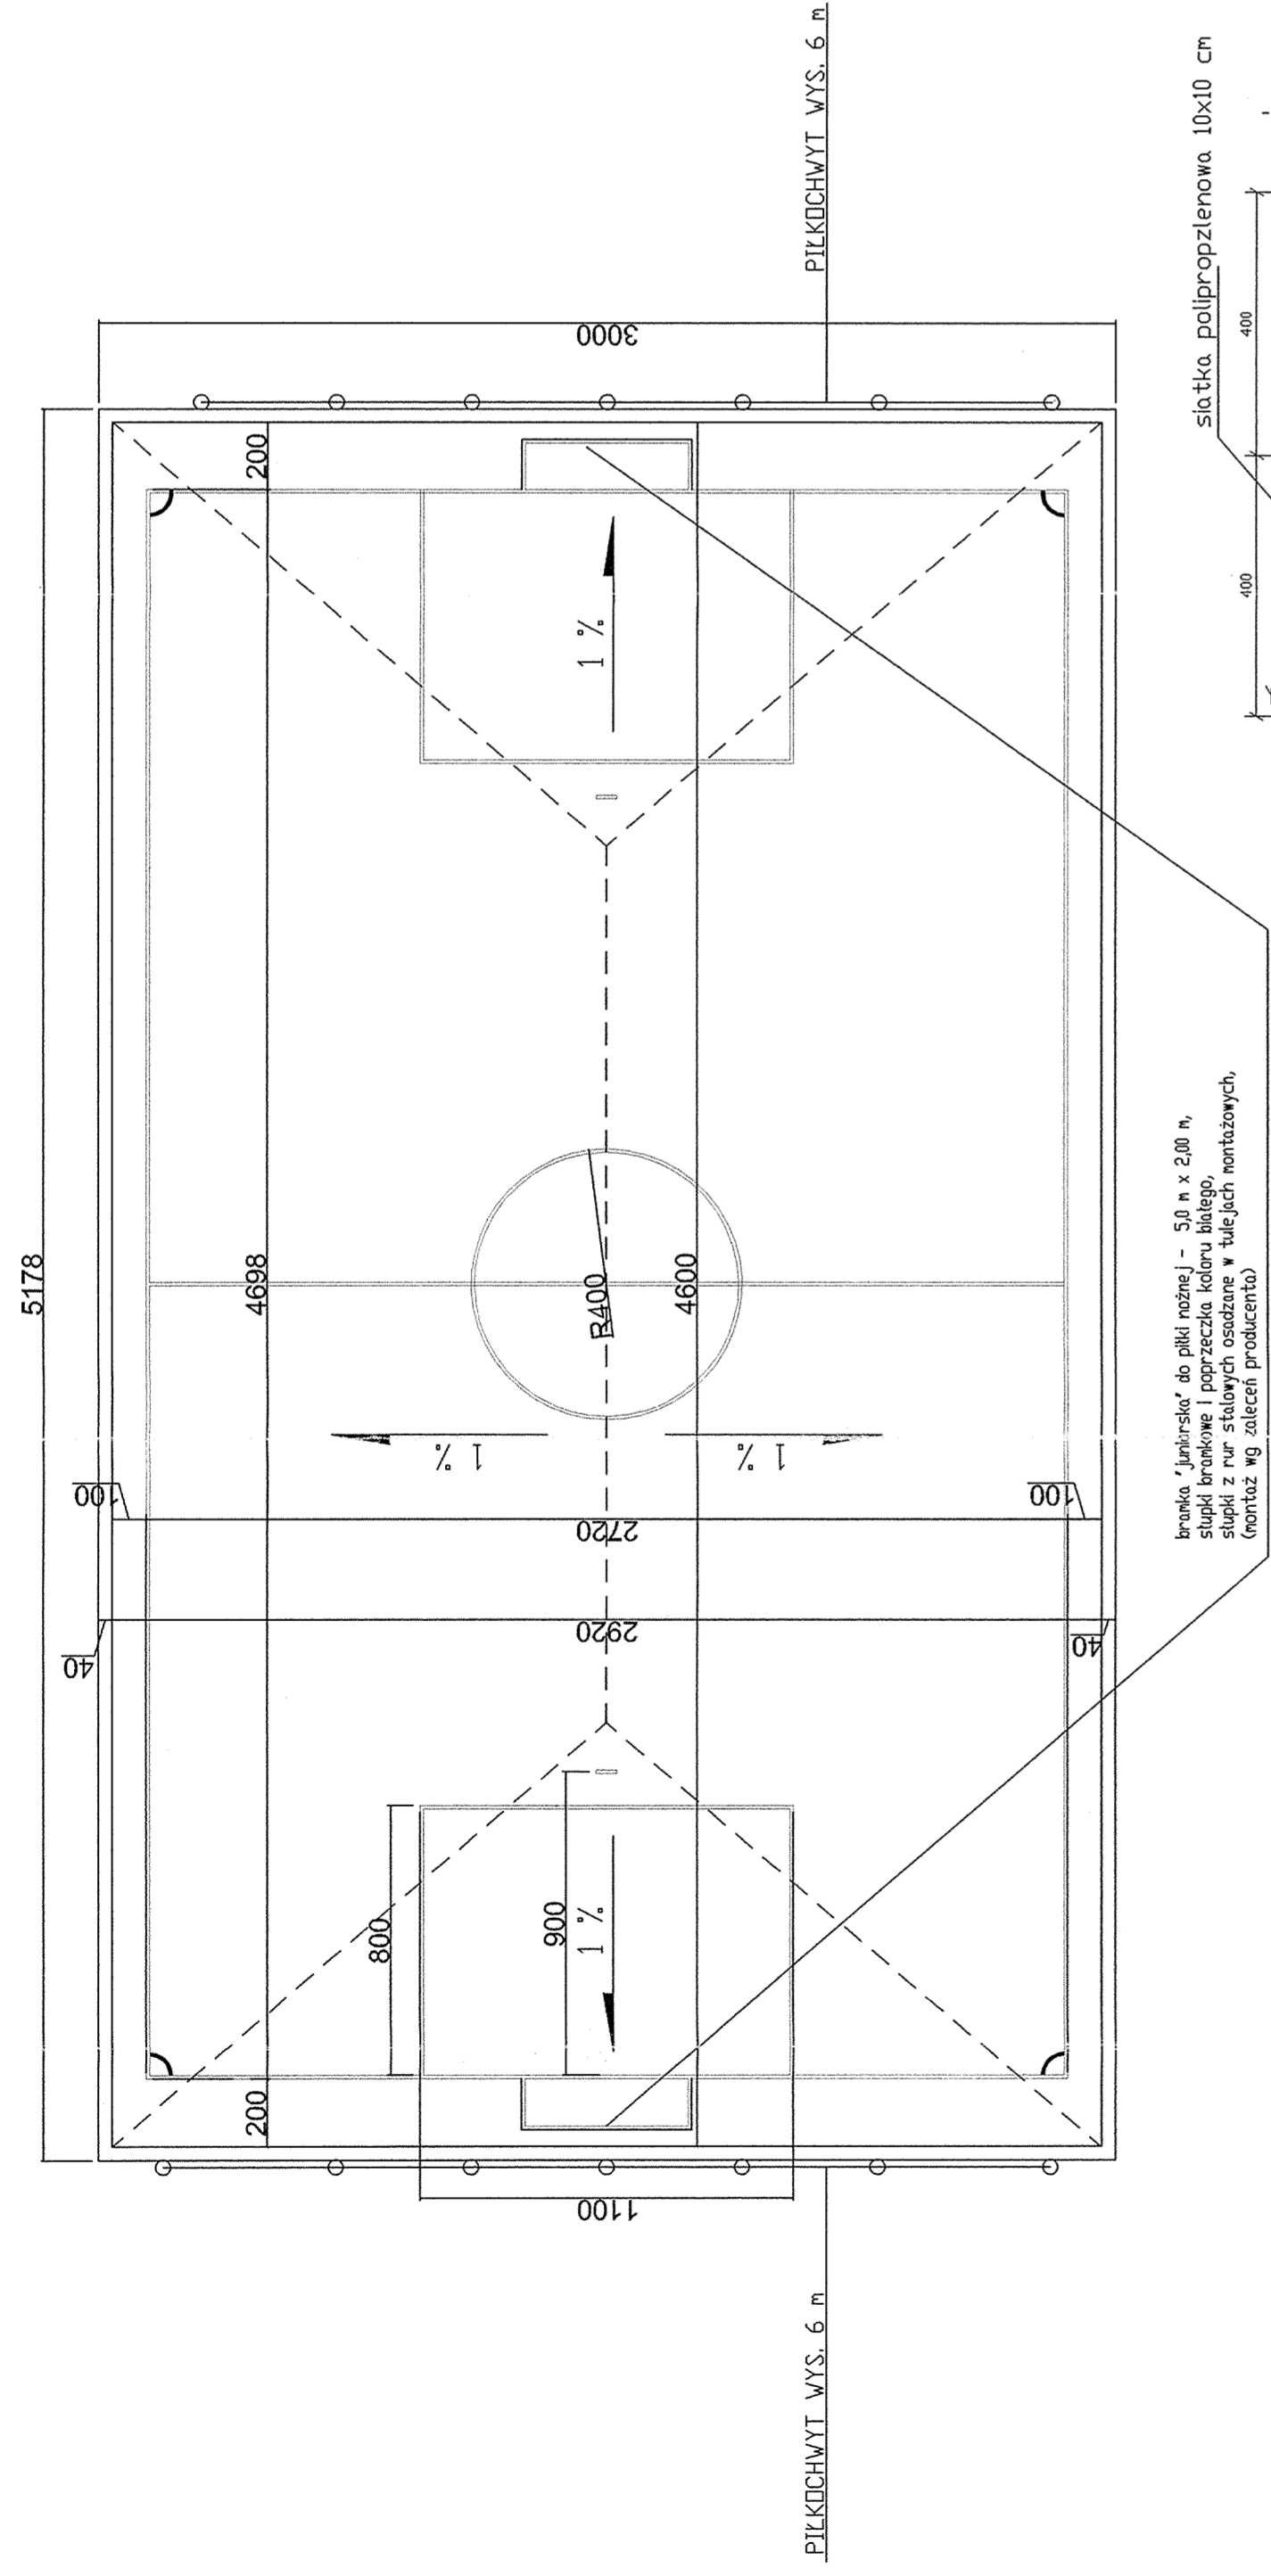 PIŁKOCHWYT WYS. 6 m
siatka polipropzlenowa 10x10 cm
400
400
3000
200
1 %
5178
4698
R400
4600
1 %
1 %
100
100
2720
2920
40
40
800
900
1 %
200
1100
bramka 'juniorska' do piłki nożnej - 5,0 m x 2,00 m,
słupki bramkowe i poprzeczka koloru białego,
słupki z rur stalowych osadzane w tulejach montażowych,
(montaż wg zaleceń producenta)
PIŁKOCHWYT WYS. 6 m